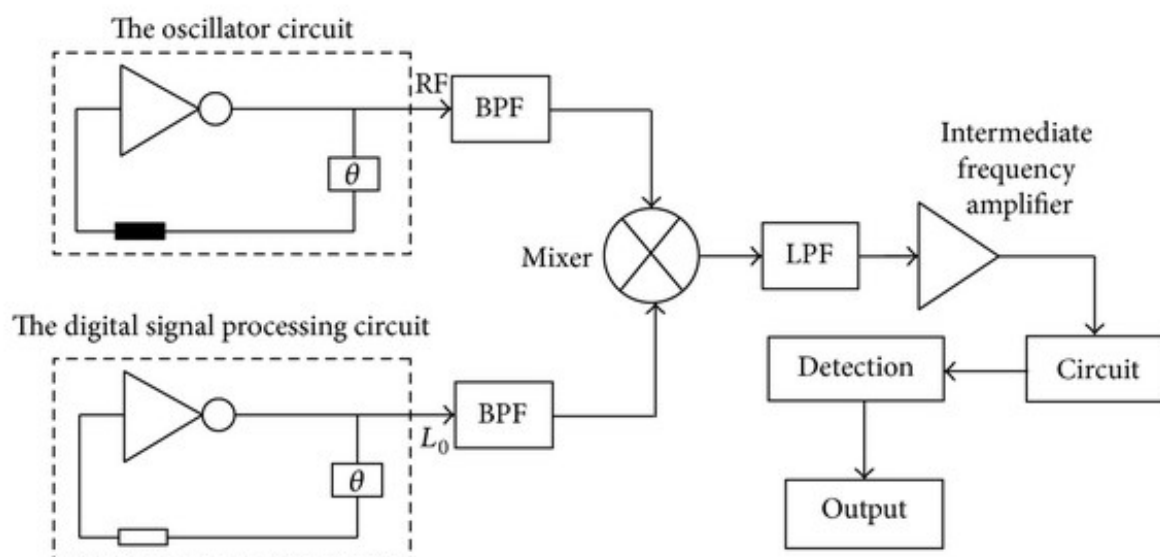 The oscillator circuit
RF
BPF
θ
Intermediate
frequency
amplifier
Mixer
LPF
The digital signal processing circuit
Detection
Circuit
L₀
BPF
θ
Output